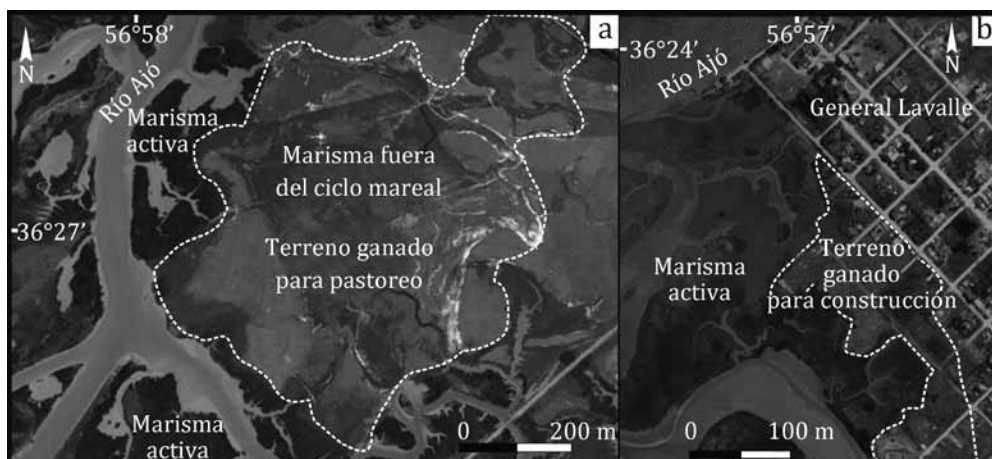 56°58’
a
N
Río Ajó
Marisma
activa
Marisma fuera
del ciclo mareal
36°27’
Terreno ganado
para pastoreo
Marisma
activa
0 200 m
56°57’
b
36°24’
N
Río Ajó
General Lavalle
Marisma
activa
Terreno
ganado
para construcción
0 100 m